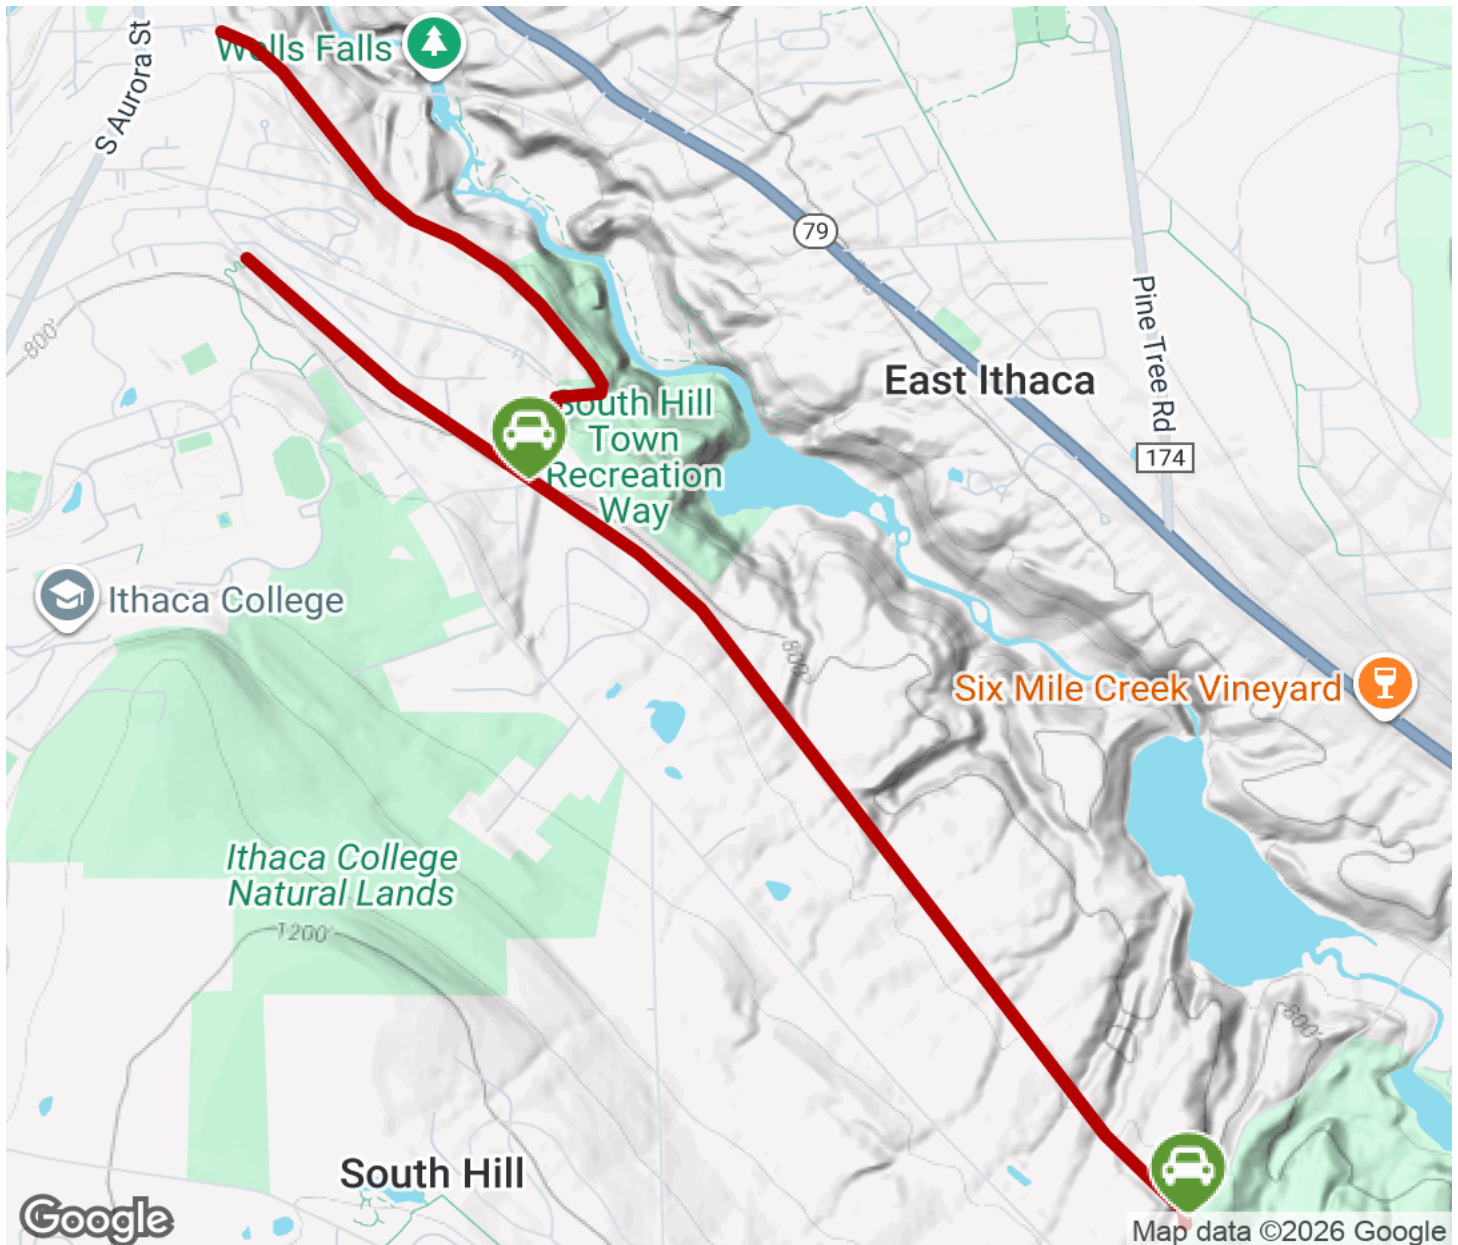 S Aurora St
Wells Falls
79
Pine Tree Rd
800'
East Ithaca
South Hill
Town
Recreation
Way
174
Ithaca College
800'
Six Mile Creek Vineyard
Ithaca College
Natural Lands
1200'
800'
South Hill
Google
Map data ©2026 Google